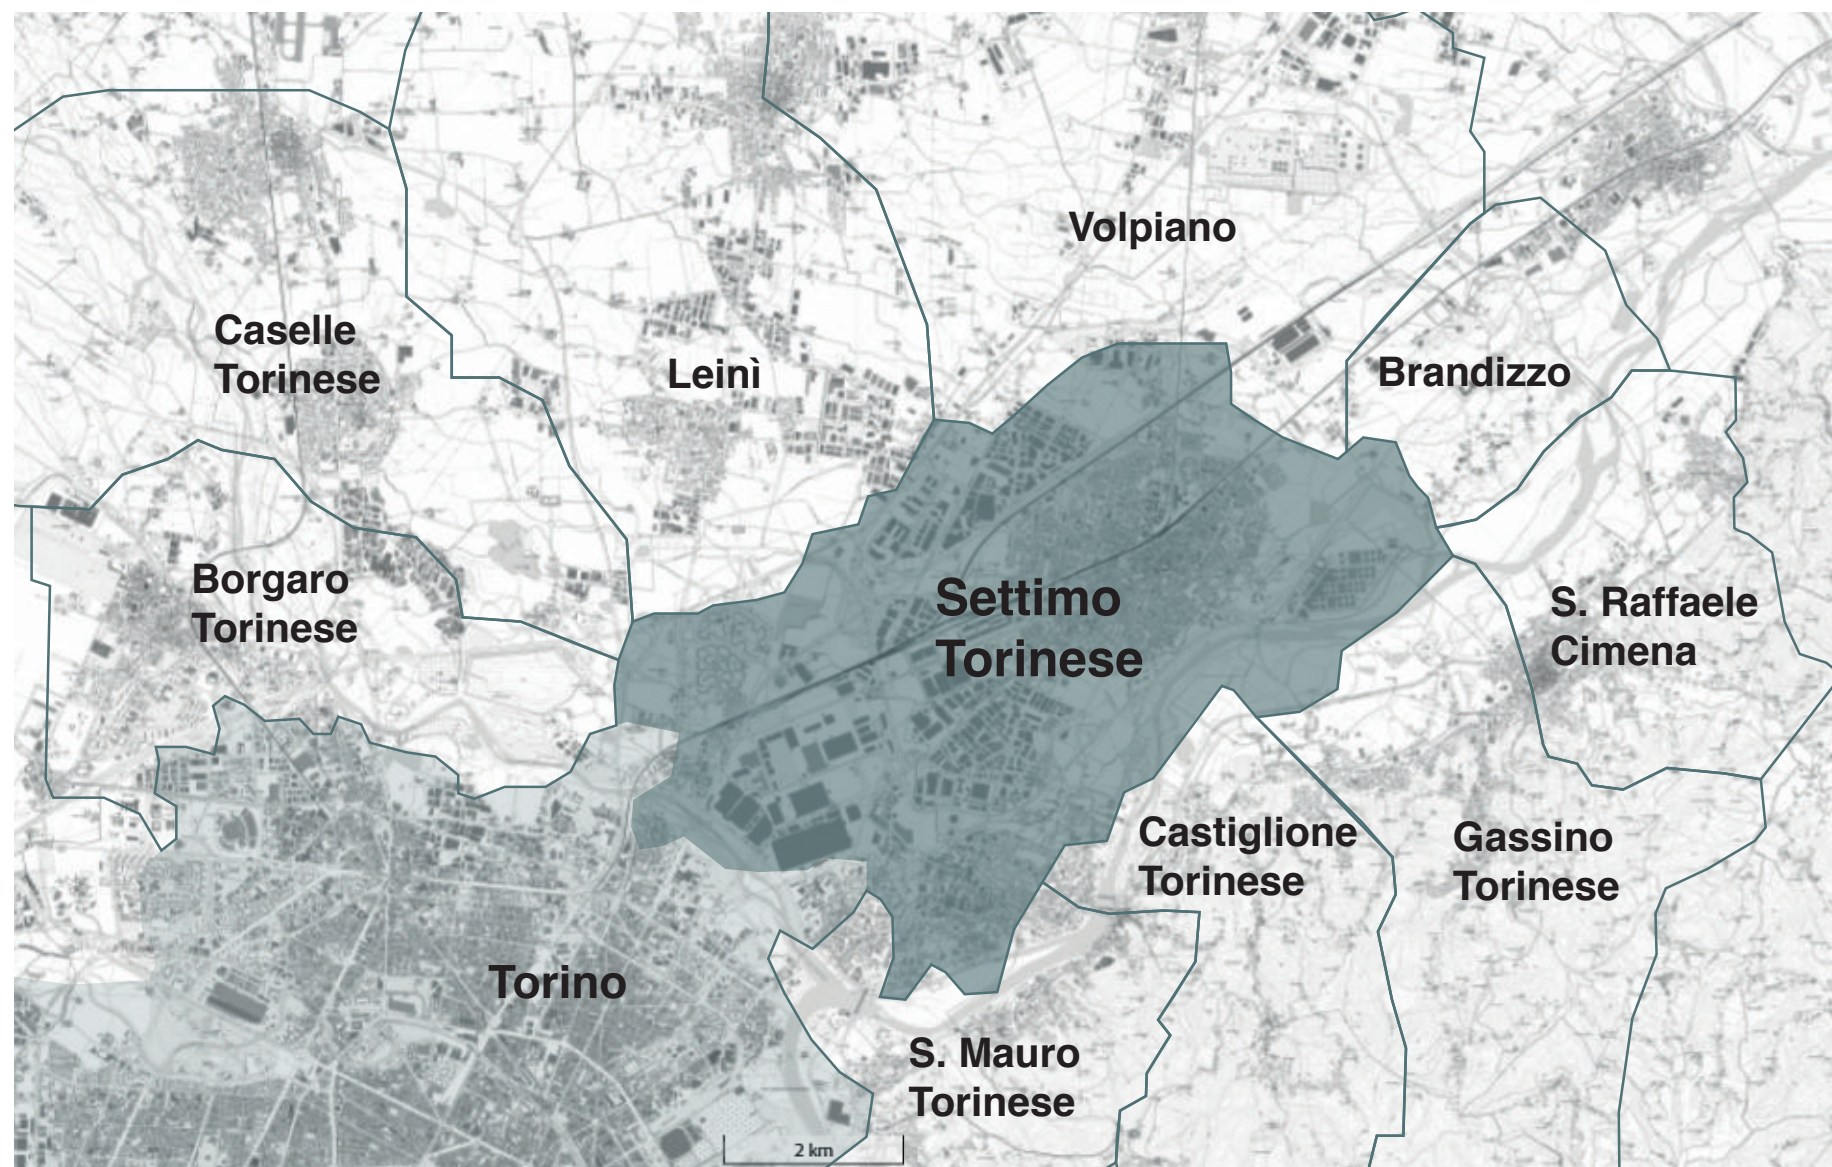 Volpiano
Caselle
Torinese
Leinì
Brandizzo
Borgaro
Torinese
Settimo
Torinese
S. Raffaele
Cimena
Castiglione
Torinese
Gassino
Torinese
Torino
S. Mauro
Torinese
2 km